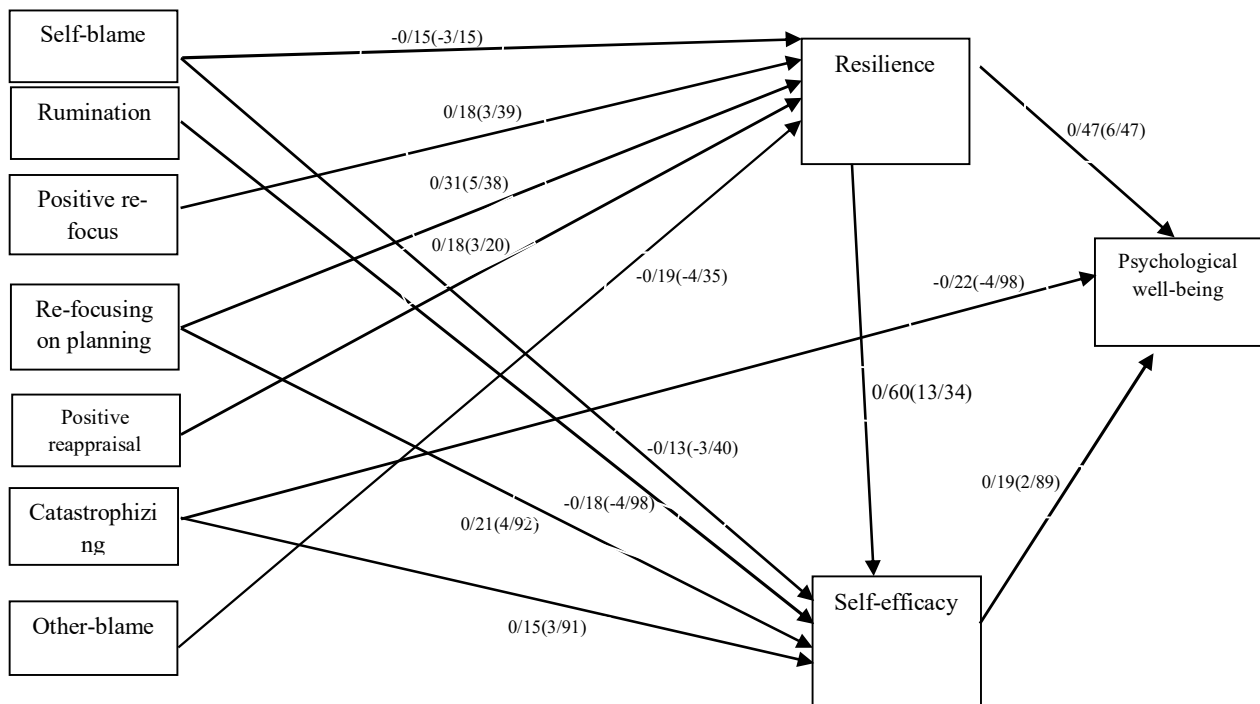 Self-blame
Rumination
Positive re-
focus
Re-focusing
on planning
Positive
reappraisal
Catastrophizi
ng
Other-blame
-0/15(-3/15)
0/18(3/39)
0/31(5/38)
0/18(3/20)
-0/19(-4/35)
-0/13(-3/40)
-0/18(-4/98)
0/21(4/92)
0/15(3/91)
Resilience
0/60(13/34)
Self-efficacy
0/47(6/47)
-0/22(-4/98)
0/19(2/89)
Psychological
well-being